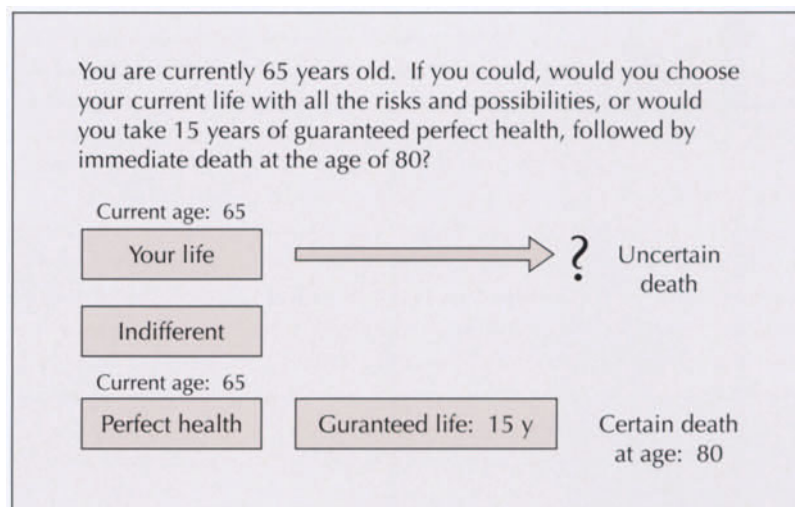 You are currently 65 years old. If you could, would you choose
your current life with all the risks and possibilities, or would
you take 15 years of guaranteed perfect health, followed by
immediate death at the age of 80?
Current age: 65
Your life
?
Uncertain
death
Indifferent
Current age: 65
Perfect health
Guranteed life: 15 y
Certain death
at age: 80